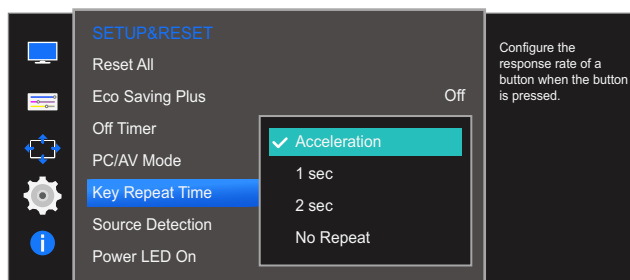 SETUP&RESET
Reset All
Eco Saving Plus Off
Off Timer
PC/AV Mode
Key Repeat Time
Source Detection
Power LED On
Acceleration
1 sec
2 sec
No Repeat
Configure the
response rate of a
button when the button
is pressed.